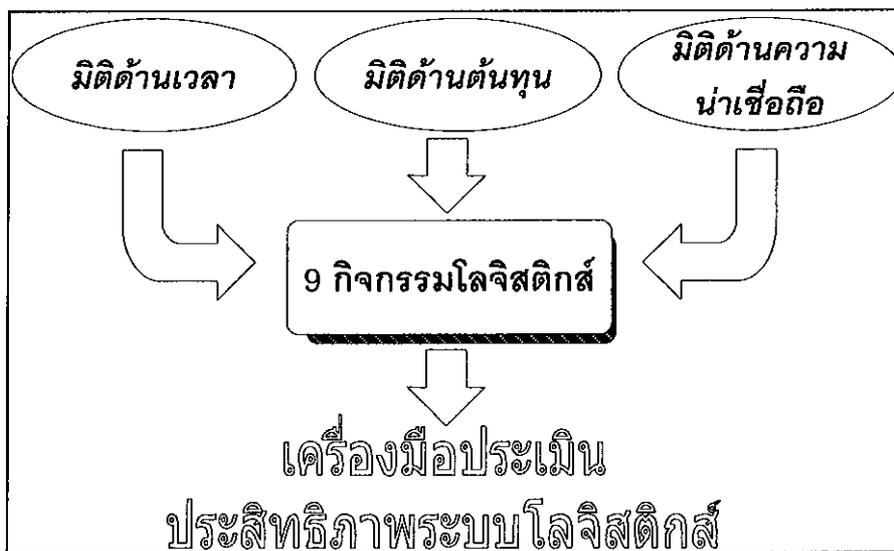 มิติด้านเวลา
มิติด้านต้นทุน
มิติด้านความ
น่าเชื่อถือ
9 กิจกรรมโลจิสติกส์
เครื่องมือประเมิน
ประสิทธิภาพระบบโลจิสติกส์